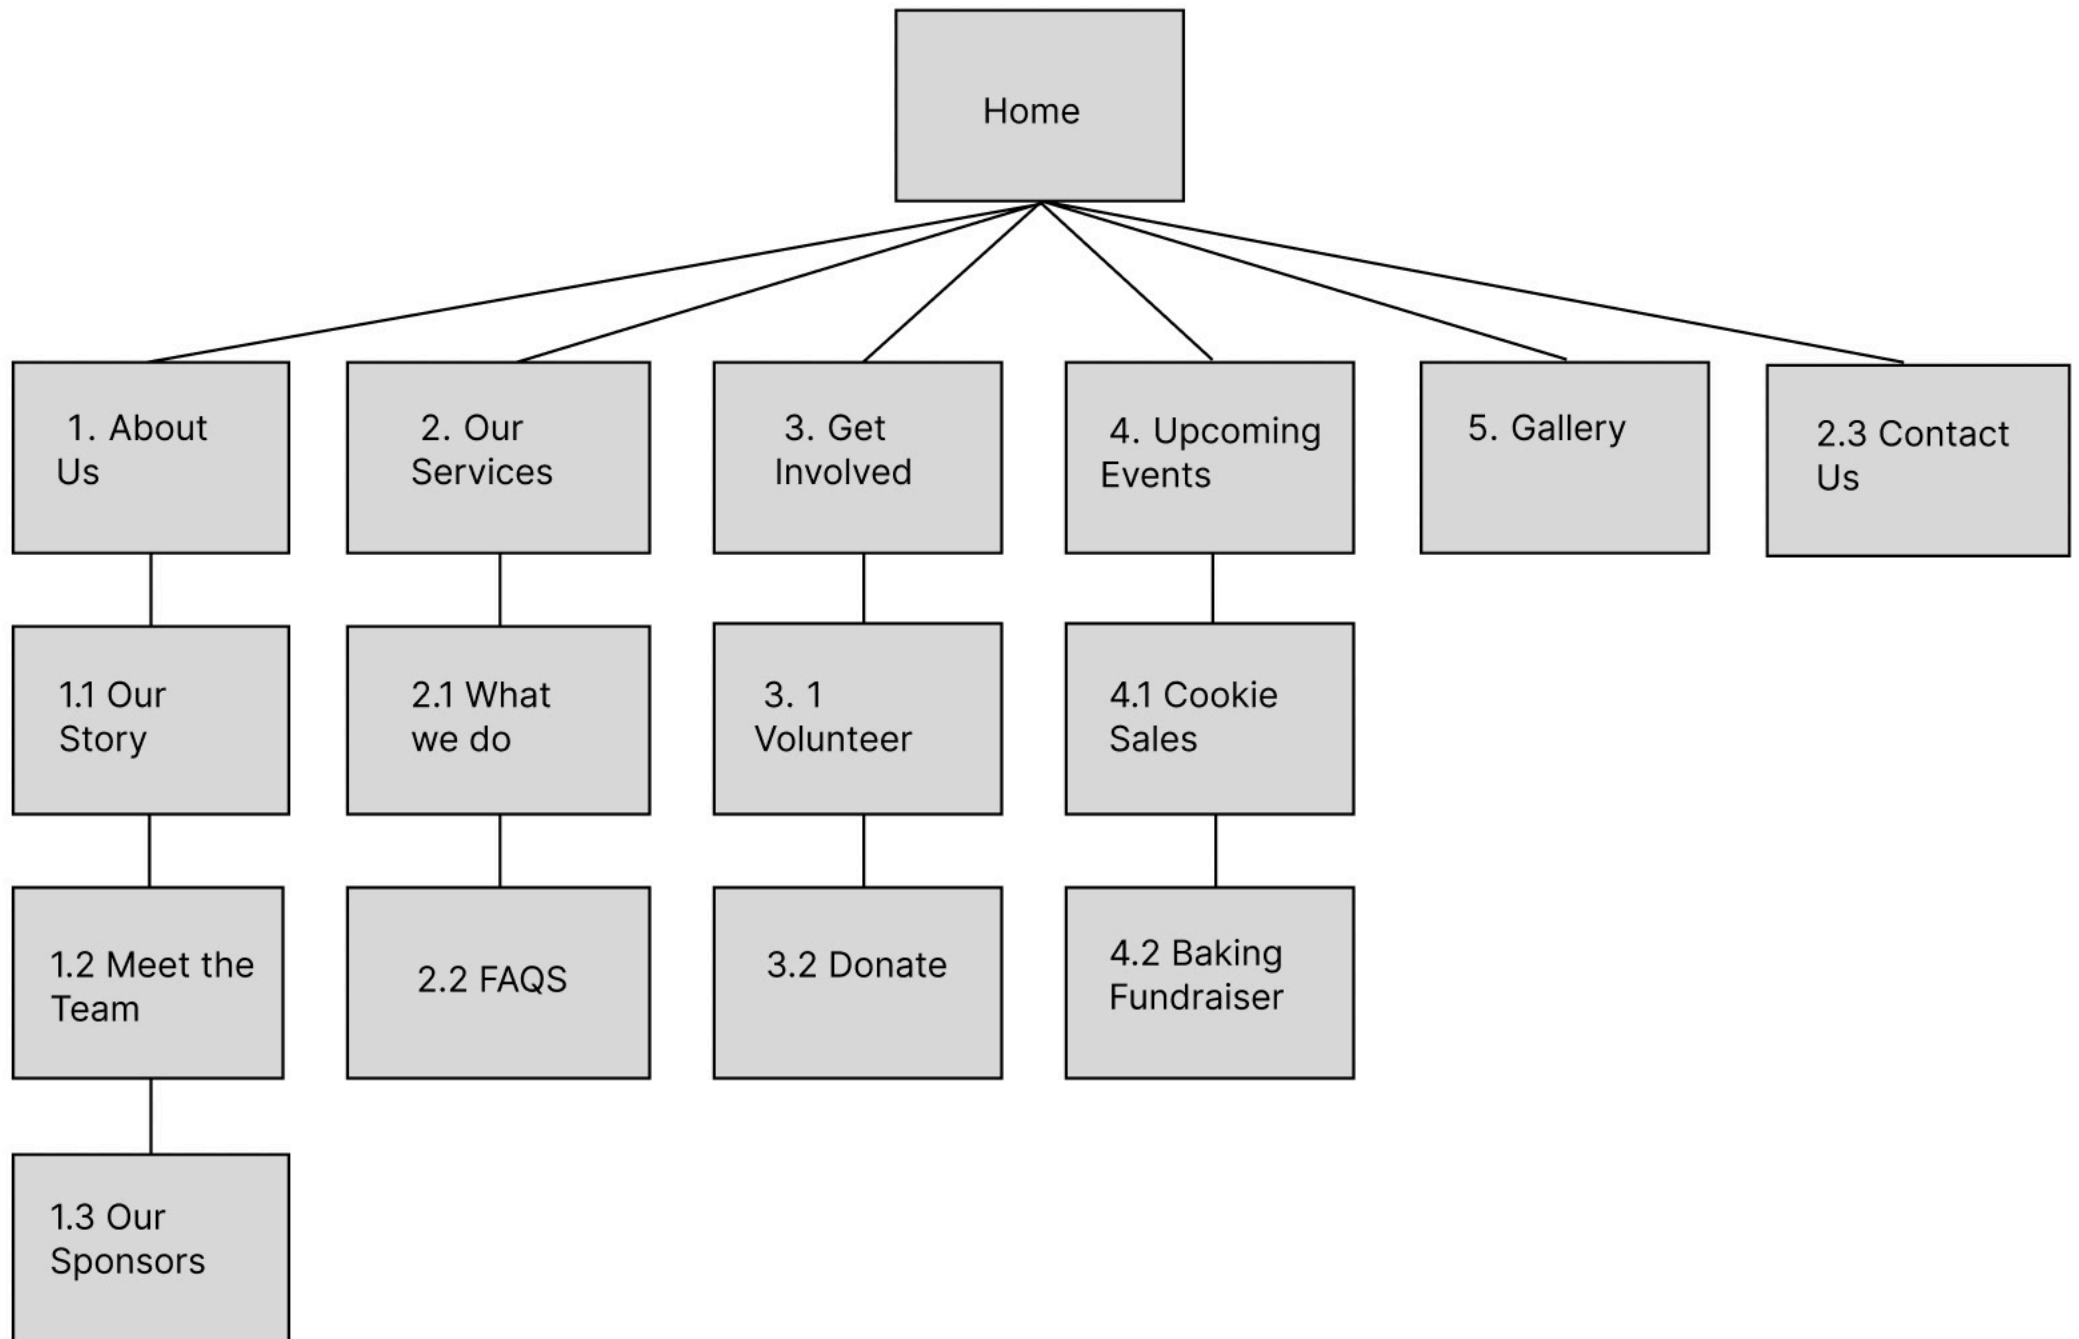 Home
1. About
Us
2. Our
Services
3. Get
Involved
4. Upcoming
Events
5. Gallery
2.3 Contact
Us
1.1 Our
Story
2.1 What
we do
3. 1
Volunteer
4.1 Cookie
Sales
1.2 Meet the
Team
2.2 FAQS
3.2 Donate
4.2 Baking
Fundraiser
1.3 Our
Sponsors